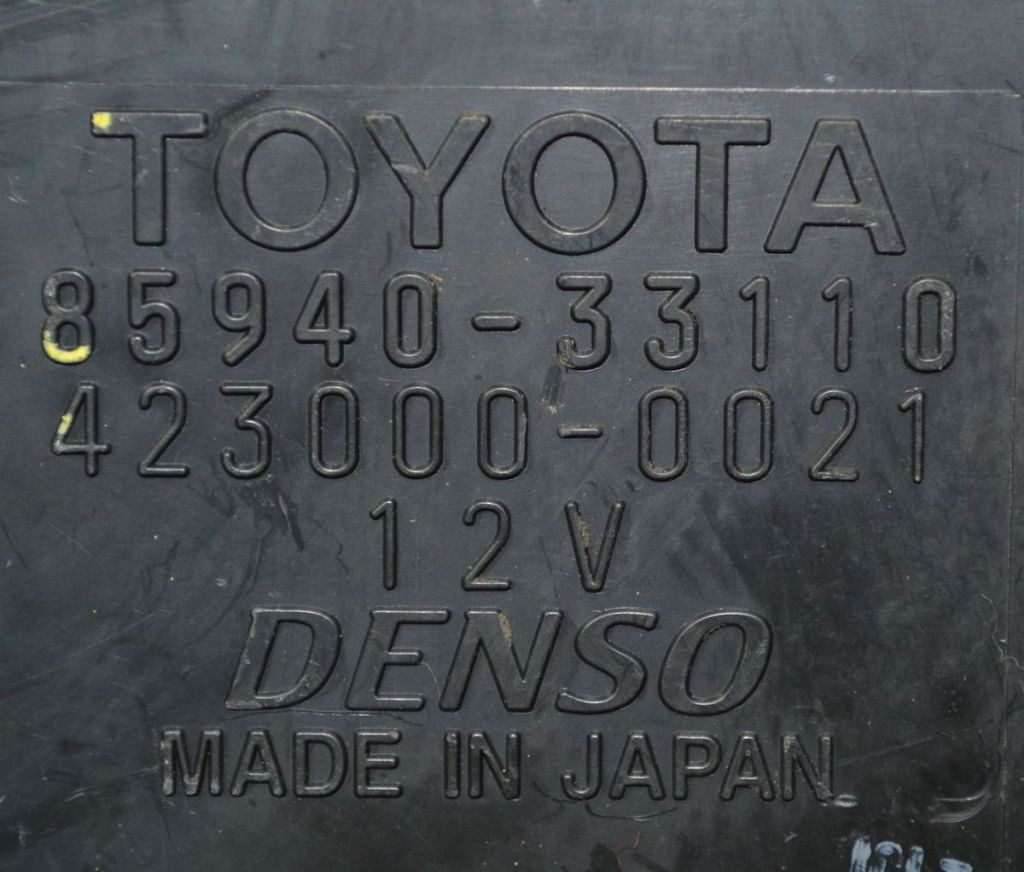 TOYOTA
85940-33110
423000-0021
12V
DENSO
MADE IN JAPAN